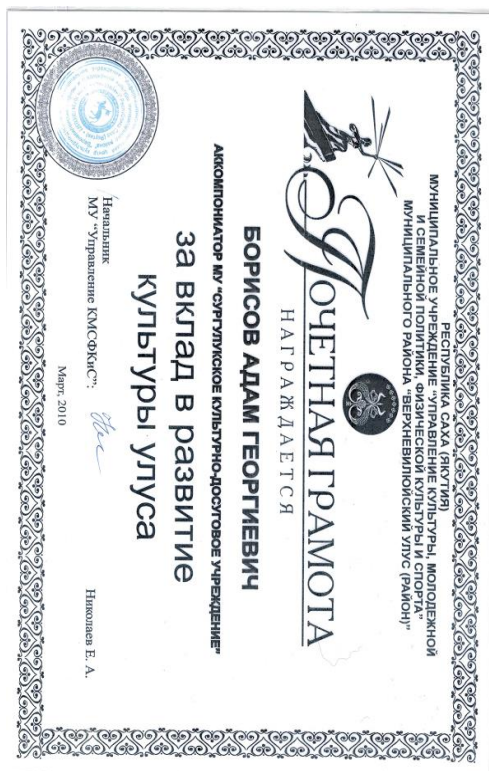 РЕСПУБЛИКА САХА (ЯКУТИЯ)
МУНИЦИПАЛЬНОЕ УЧРЕЖДЕНИЕ "УПРАВЛЕНИЕ КУЛЬТУРЫ, МОЛОДЕЖНОЙ
И СЕМЕЙНОЙ ПОЛИТИКИ, ФИЗИЧЕСКОЙ КУЛЬТУРЫ И СПОРТА"
МУНИЦИПАЛЬНОГО РАЙОНА "ВЕРХНЕВИЛЮЙСКИЙ УЛУС (РАЙОН)"
ПОЧЕТНАЯ ГРАМОТА
НАГРАЖДАЕТСЯ
БОРИСОВ АДАМ ГЕОРГИЕВИЧ
АККОМПОНИАТОР МУ "СУРГУЛУКСКОЕ КУЛЬТУРНО-ДОСУГОВОЕ УЧРЕЖДЕНИЕ"
за вклад в развитие
культуры улуса
Начальник
МУ "Управление КМСФКиС":
Николаев Е. А.
Март, 2010